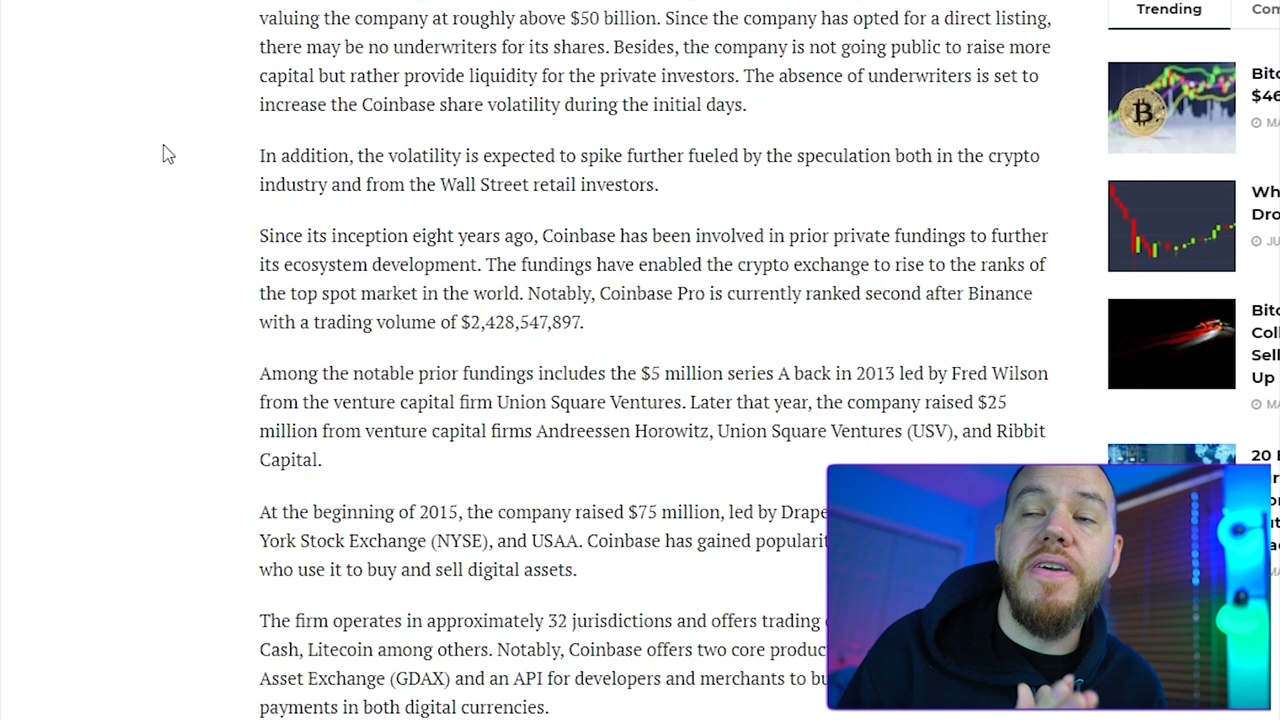 valuing the company at roughly above $50 billion. Since the company has opted for a direct listing,
there may be no underwriters for its shares. Besides, the company is not going public to raise more
capital but rather provide liquidity for the private investors. The absence of underwriters is set to
increase the Coinbase share volatility during the initial days.
In addition, the volatility is expected to spike further fueled by the speculation both in the crypto
industry and from the Wall Street retail investors.
Since its inception eight years ago, Coinbase has been involved in prior private fundings to further
its ecosystem development. The fundings have enabled the crypto exchange to rise to the ranks of
the top spot market in the world. Notably, Coinbase Pro is currently ranked second after Binance
with a trading volume of $2,428,547,897.
Among the notable prior fundings includes the $5 million series A back in 2013 led by Fred Wilson
from the venture capital firm Union Square Ventures. Later that year, the company raised $25
million from venture capital firms Andreessen Horowitz, Union Square Ventures (USV), and Ribbit
Capital.
At the beginning of 2015, the company raised $75 million, led by Drape
York Stock Exchange (NYSE), and USAA. Coinbase has gained populari
who use it to buy and sell digital assets.
The firm operates in approximately 32 jurisdictions and offers trading
Cash, Litecoin among others. Notably, Coinbase offers two core produc
Asset Exchange (GDAX) and an API for developers and merchants to bu
payments in both digital currencies.
Trending
Com
Bitc
$46
MA
Wh
Dro
JU
Bitc
Coll
Sell
Up
MA
20